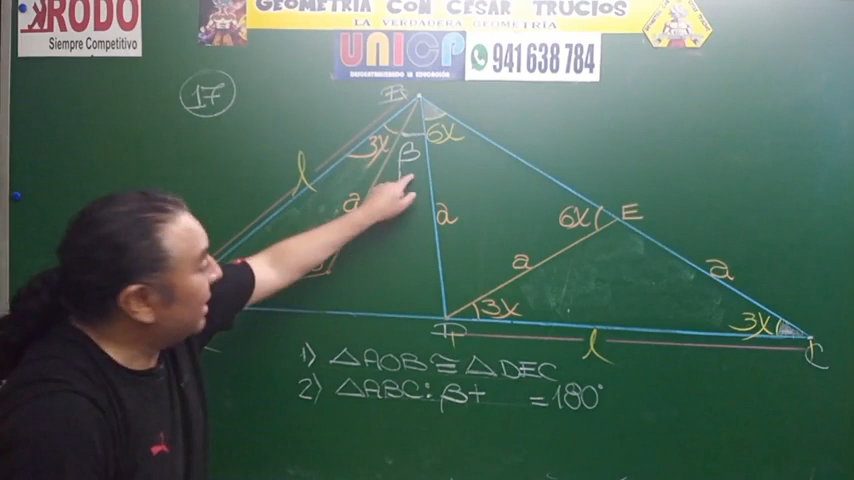 RODO
Siempre Competitivo
GEOMETRIA CON CESAR TRUCIOS
LA VERDADERA GEOMETRIA
UNICP
DESCENTRALIZANDO LA EDUCACIÓN
941 638 784
17
B
3x
6x
β
l
a
a
6x
E
a
a
3x
3x
D
l
C
1) △AOB ≅ △DEC
2) △ABC: β+ =180°